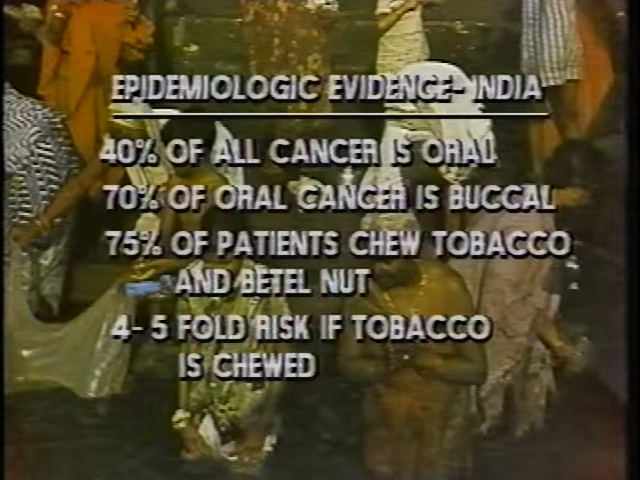 EPIDEMIOLOGIC EVIDENCE-INDIA
40% OF ALL CANCER IS ORAL
70% OF ORAL CANCER IS BUCCAL
75% OF PATIENTS CHEW TOBACCO
AND BETEL NUT
4-5 FOLD RISK IF TOBACCO
IS CHEWED